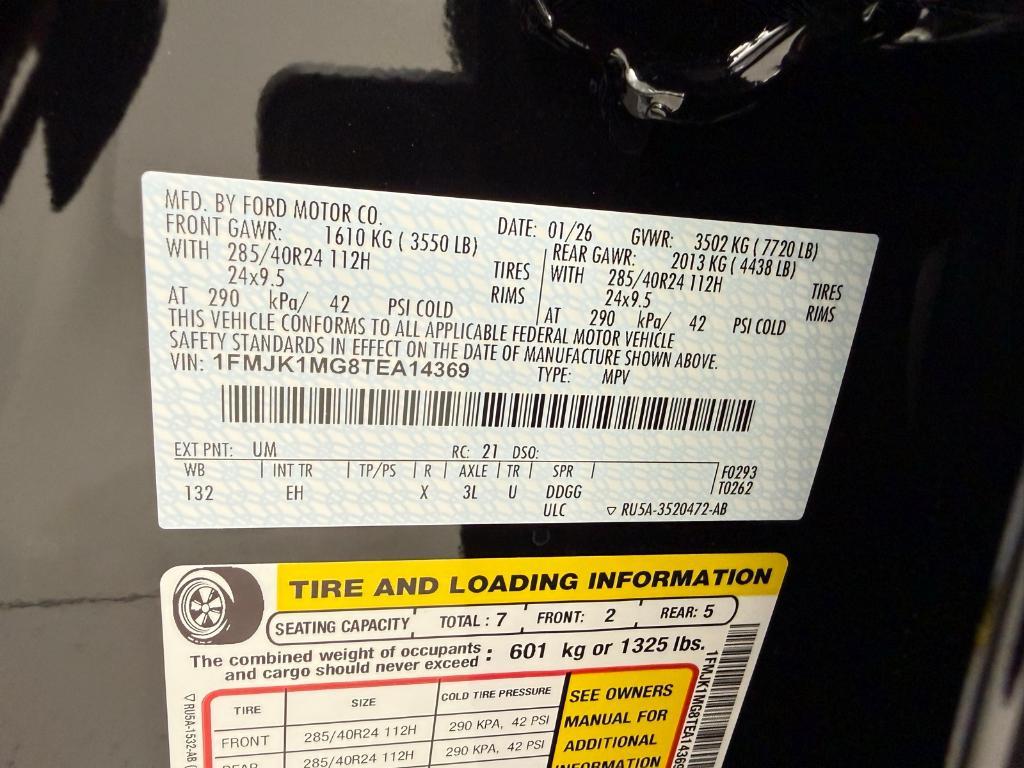 MFD. BY FORD MOTOR CO.
DATE: 01/26 GVWR: 3502 KG ( 7720 LB)
FRONT GAWR: 1610 KG ( 3550 LB) REAR GAWR: 2013 KG ( 4438 LB)
WITH 285/40R24 112H TIRES WITH 285/40R24 112H TIRES
24x9.5 RIMS 24x9.5 RIMS
AT 290 kPa/ 42 PSI COLD AT 290 kPa/ 42 PSI COLD
THIS VEHICLE CONFORMS TO ALL APPLICABLE FEDERAL MOTOR VEHICLE
SAFETY STANDARDS IN EFFECT ON THE DATE OF MANUFACTURE SHOWN ABOVE.
VIN: 1FMJK1MG8TEA14369 TYPE: MPV
EXT PNT: UM RC: 21 DSO:
WB INT TR TP/PS R AXLE TR SPR F0293
132 EH X 3L U DDGG T0262
ULC ▽ RU5A-3520472-AB
TIRE AND LOADING INFORMATION
SEATING CAPACITY TOTAL : 7 FRONT: 2 REAR: 5
The combined weight of occupants
and cargo should never exceed : 601 kg or 1325 lbs.
TIRE SIZE COLD TIRE PRESSURE
FRONT 285/40R24 112H 290 KPA, 42 PSI
REAR 285/40R24 112H 290 KPA, 42 PSI
SEE OWNERS
MANUAL FOR
ADDITIONAL
INFORMATION
1FMJK1MG8TEA14369
▽ RU5A-1532-AB